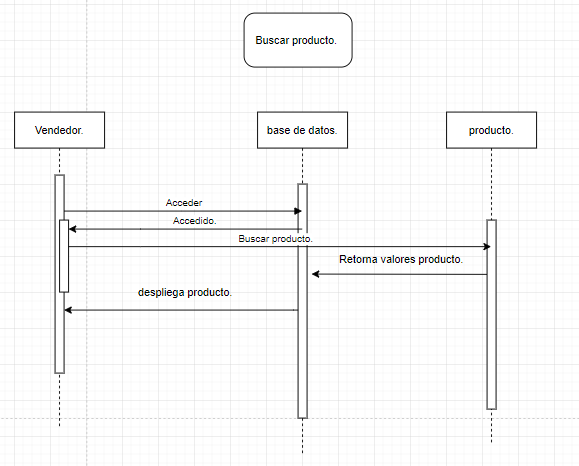 Buscar producto.
Vendedor.
base de datos.
producto.
Acceder
Accedido.
Buscar producto.
Retorna valores producto.
despliega producto.